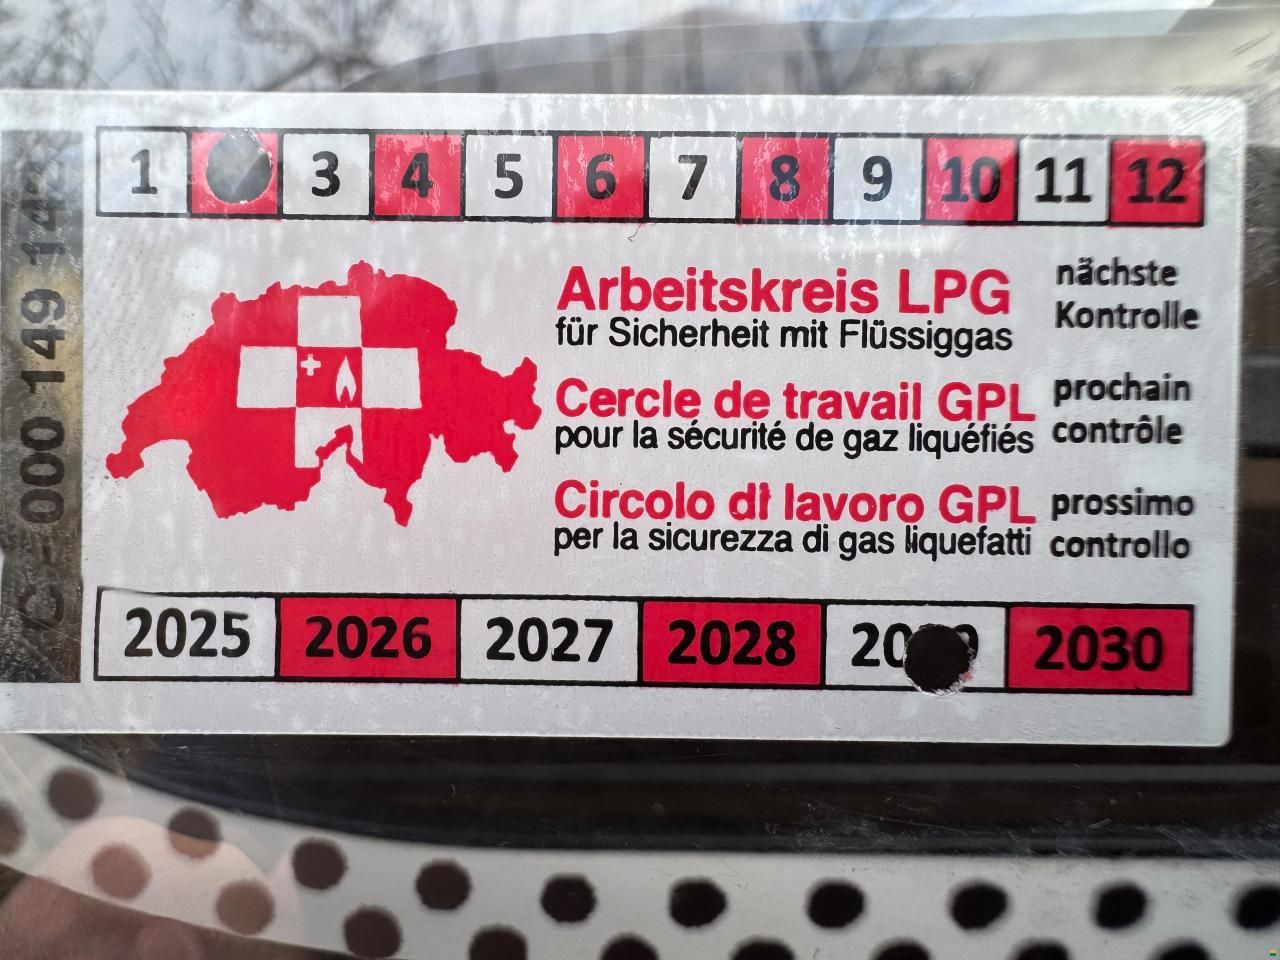 1 3 4 5 6 7 8 9 10 11 12
Arbeitskreis LPG
für Sicherheit mit Flüssiggas
nächste
Kontrolle
Cercle de travail GPL
pour la sécurité de gaz liquéfiés
prochain
contrôle
Circolo di lavoro GPL
per la sicurezza di gas liquefatti
prossimo
controllo
2025 2026 2027 2028 2030